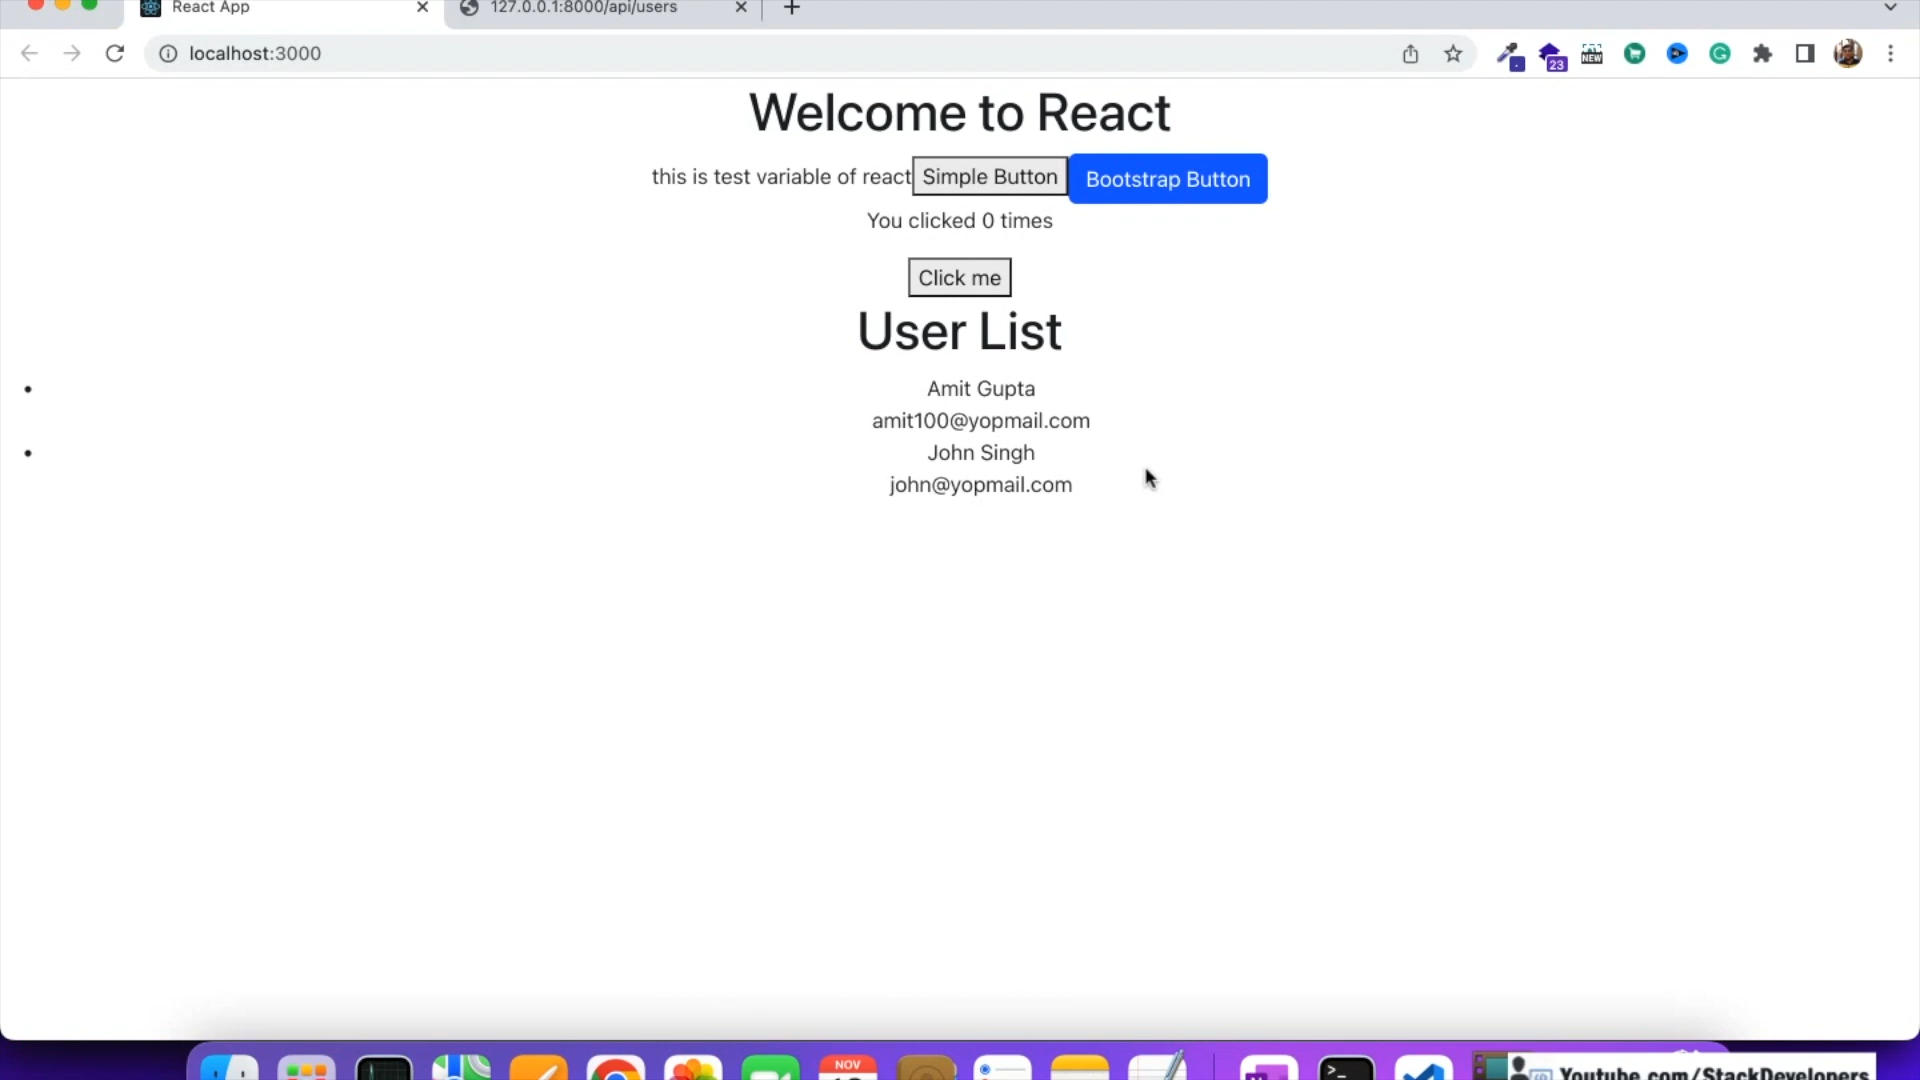 React App
127.0.0.1:8000/api/users
localhost:3000
23
NEW
Welcome to React
this is test variable of react Simple Button Bootstrap Button
You clicked 0 times
Click me
User List
• Amit Gupta
amit100@yopmail.com
• John Singh
john@yopmail.com
NOV
Youtube.com/StackDevelopers